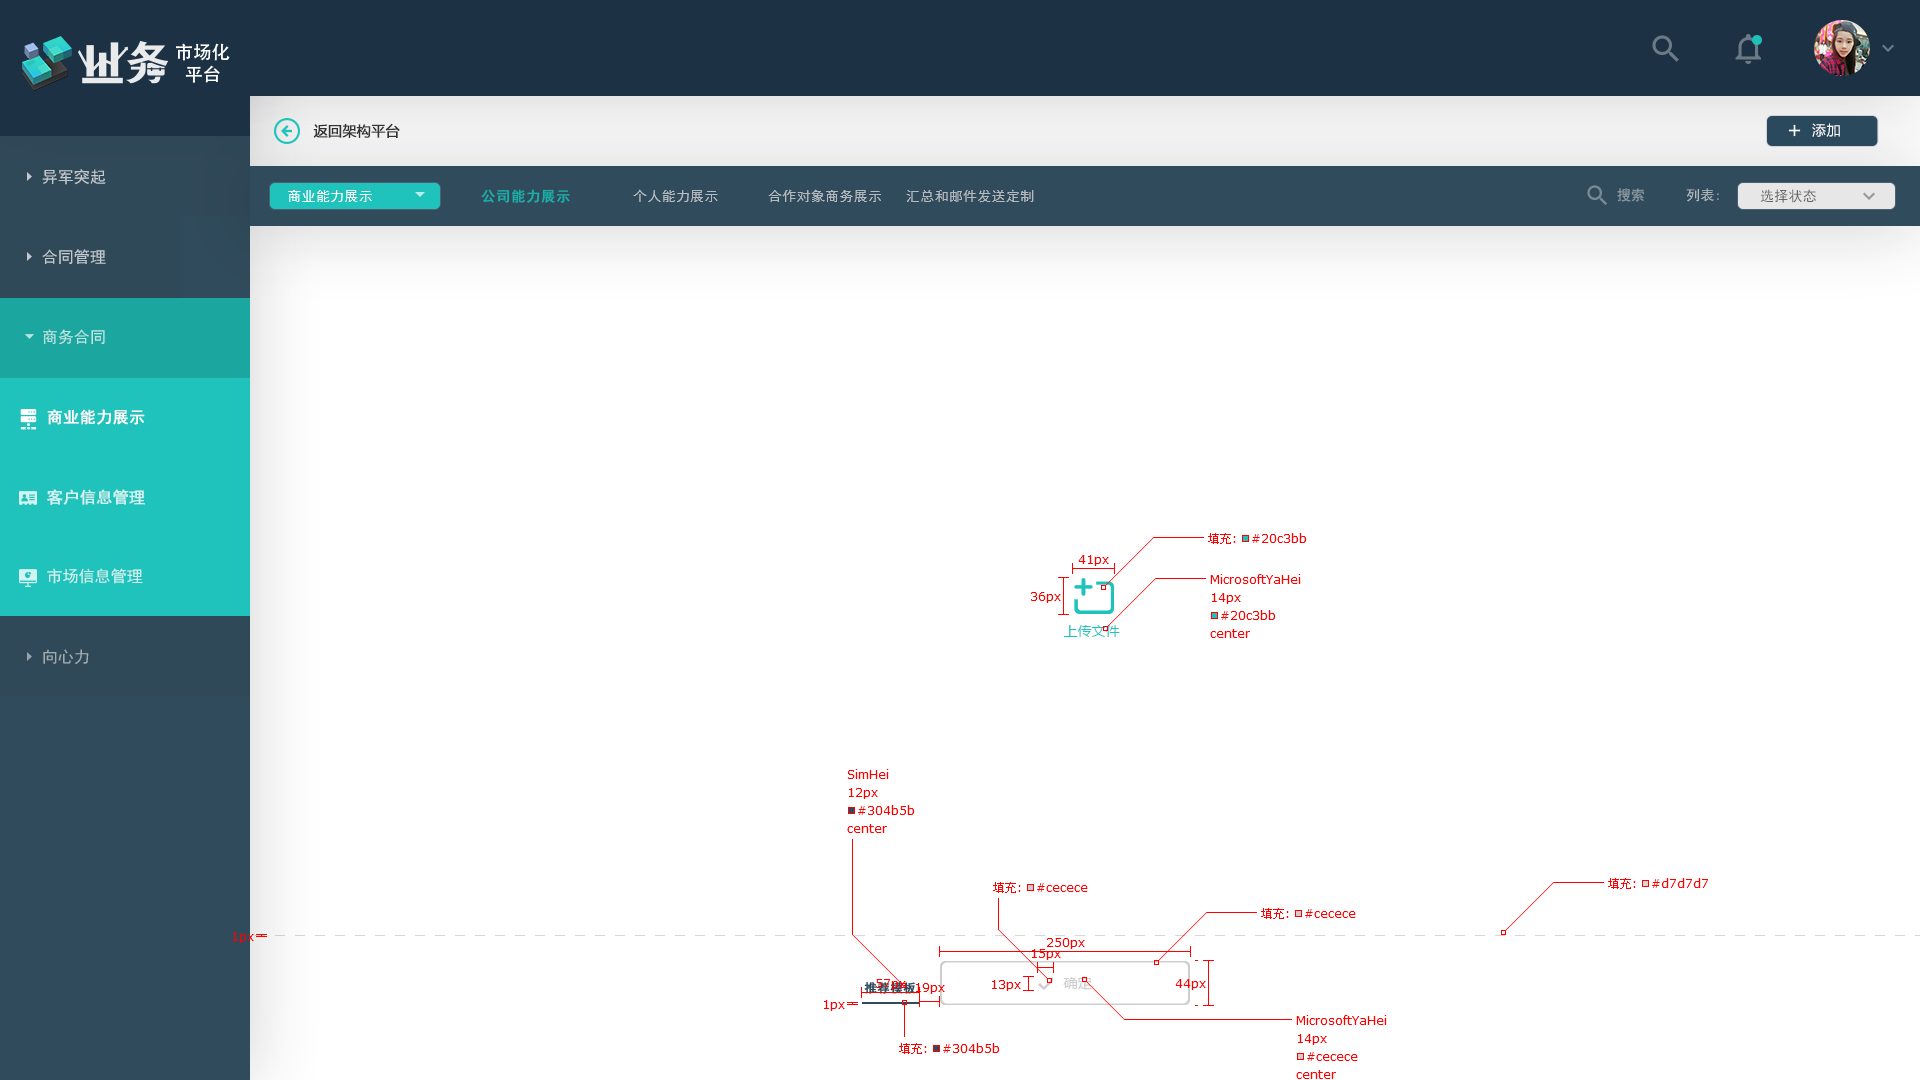 业务 市场化
平台
返回架构平台
+ 添加
异军突起
合同管理
商务合同
商业能力展示
客户信息管理
市场信息管理
向心力
商业能力展示
公司能力展示
个人能力展示
合作对象商务展示
汇总和邮件发送定制
搜索
列表:
选择状态
填充: #20c3bb
41px
36px
上传文件
MicrosoftYaHei
14px
#20c3bb
center
SimHei
12px
#304b5b
center
填充: #cecece
填充: #cecece
填充: #d7d7d7
1px
250px
15px
13px
确定
44px
57px
推荐模板
19px
1px
填充: #304b5b
MicrosoftYaHei
14px
#cecece
center